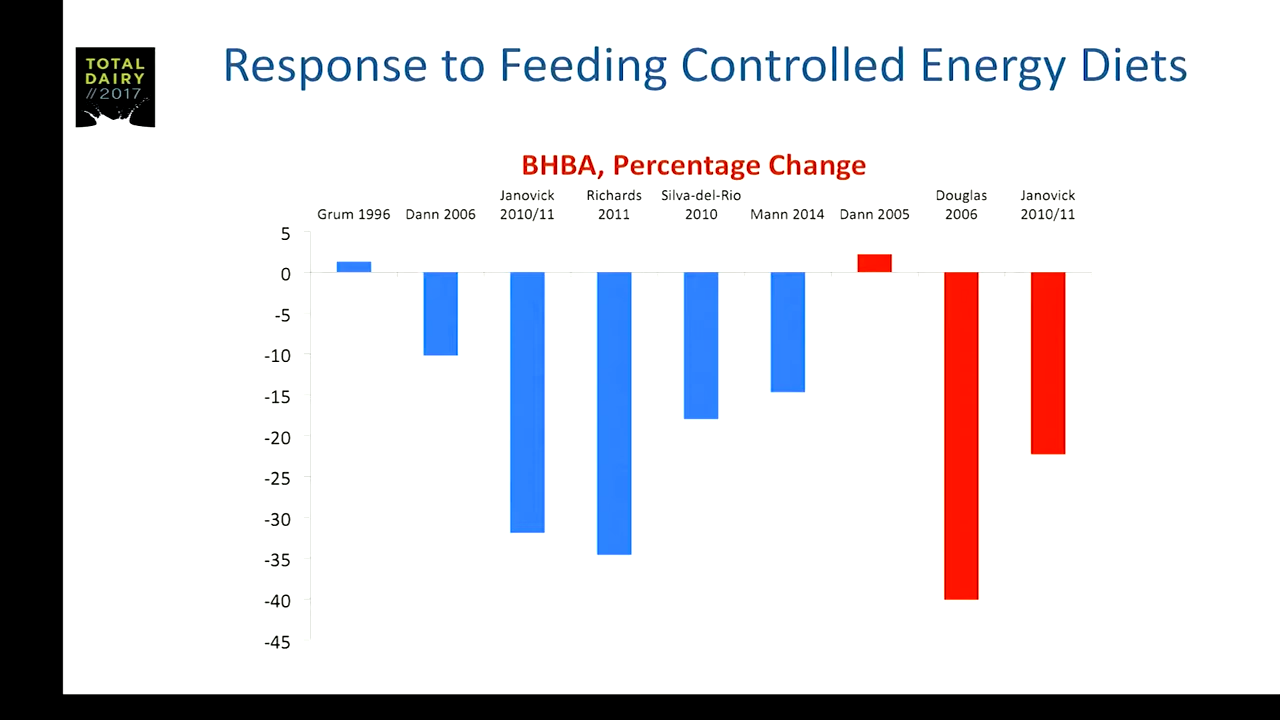 TOTAL
DAIRY
//2017
Response to Feeding Controlled Energy Diets
BHBA, Percentage Change
Grum 1996
Dann 2006
Janovick
2010/11
Richards
2011
Silva-del-Rio
2010
Mann 2014
Dann 2005
Douglas
2006
Janovick
2010/11
5
0
-5
-10
-15
-20
-25
-30
-35
-40
-45